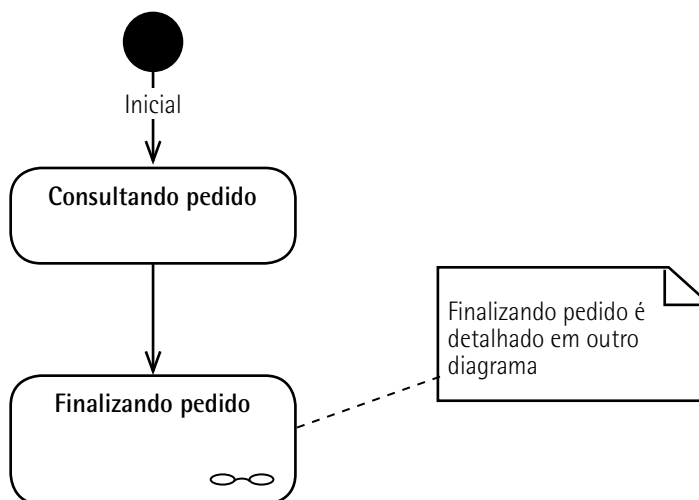 Inicial
Consultando pedido
Finalizando pedido é
detalhado em outro
diagrama
Finalizando pedido